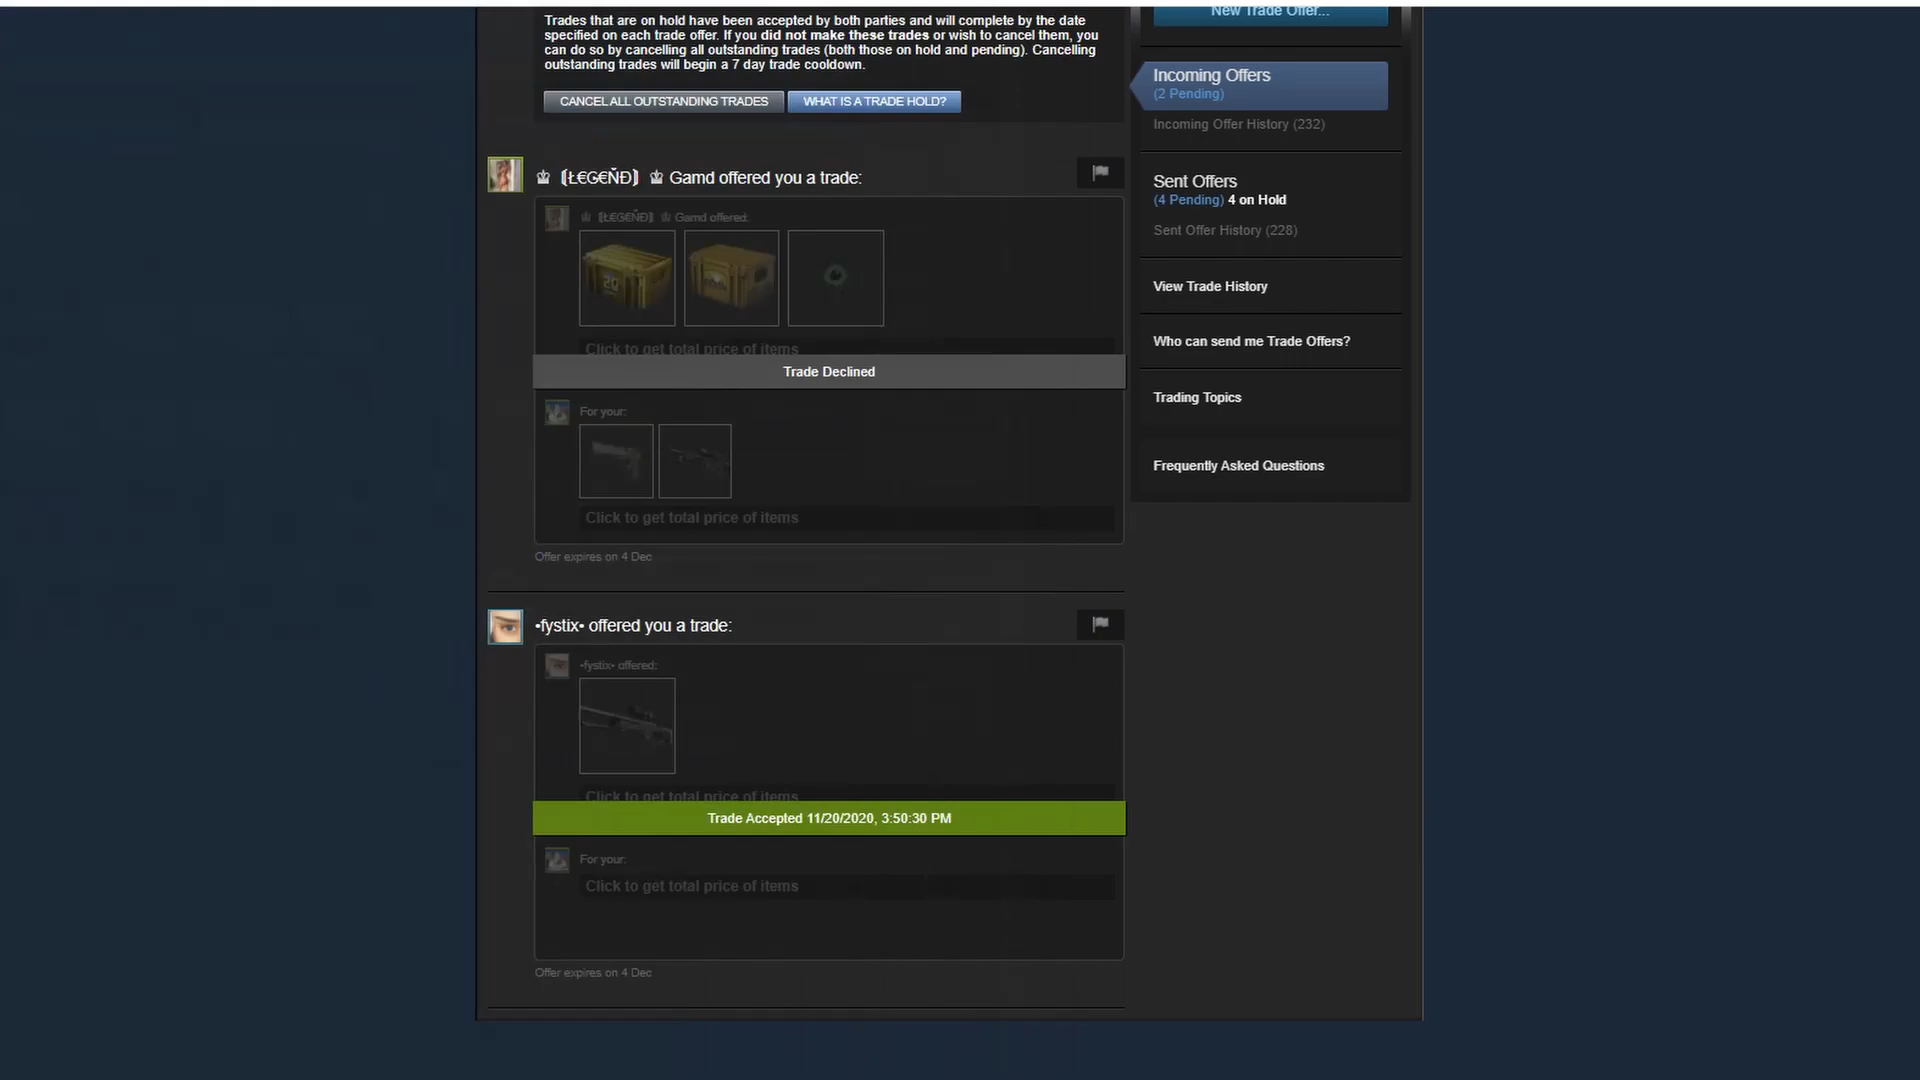 New Trade Offer...
Trades that are on hold have been accepted by both parties and will complete by the date
specified on each trade offer. If you did not make these trades or wish to cancel them, you
can do so by cancelling all outstanding trades (both those on hold and pending). Cancelling
outstanding trades will begin a 7 day trade cooldown.
CANCEL ALL OUTSTANDING TRADES
WHAT IS A TRADE HOLD?
♔ 【Ł€G€ŇĐ】 ♔ Gamd offered you a trade:
♔ 【Ł€G€ŇĐ】 ♔ Gamd offered:
20
Click to get total price of items
Trade Declined
For your:
Click to get total price of items
Offer expires on 4 Dec
•fystix• offered you a trade:
•fystix• offered:
Click to get total price of items
Trade Accepted 11/20/2020, 3:50:30 PM
For your:
Click to get total price of items
Offer expires on 4 Dec
Incoming Offers
(2 Pending)
Incoming Offer History (232)
Sent Offers
(4 Pending) 4 on Hold
Sent Offer History (228)
View Trade History
Who can send me Trade Offers?
Trading Topics
Frequently Asked Questions